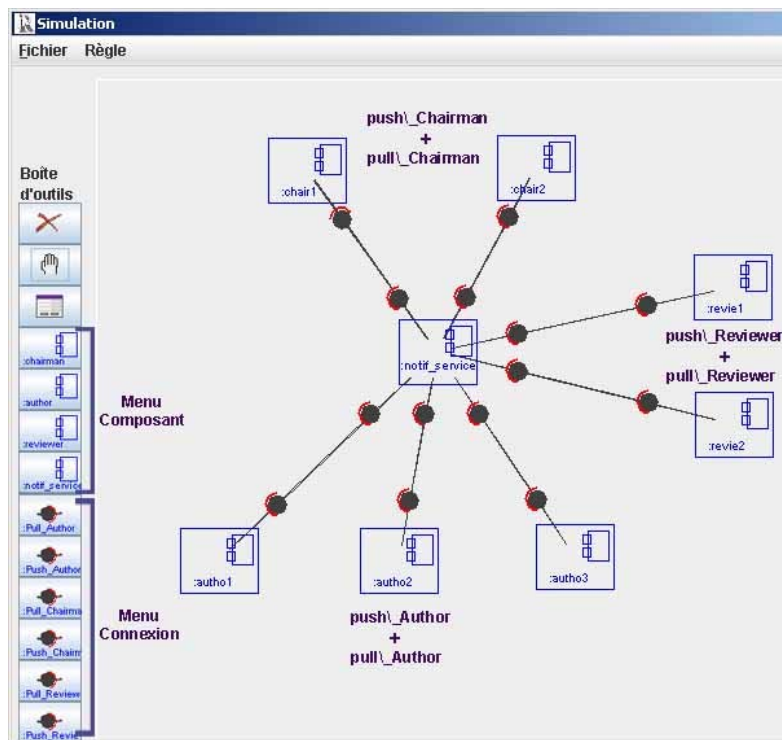 Simulation
Fichier Règle
push\_Chairman
+
pull\_Chairman
Boîte
d'outils
:chair1
:chair2
:revie1
push\_Reviewer
+
pull\_Reviewer
:chairman
:notif_service
:author
Menu
Composant
:reviewer
:revie2
:notif_service
:Pull_Author
:Push_Author
:autho1
:autho2
:autho3
:Pull_Chairma
Menu
Connexion
push\_Author
+
pull\_Author
:Push_Chairm
:Pull_Review
:Push_Revie